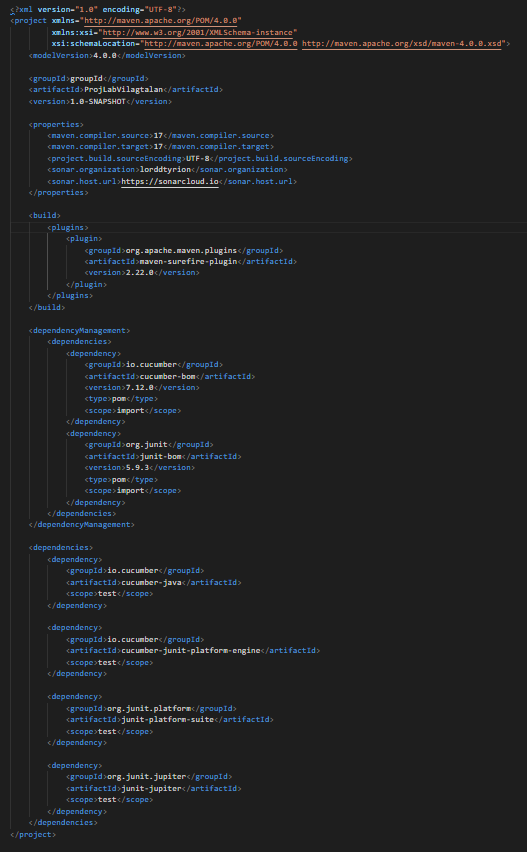 <?xml version="1.0" encoding="UTF-8"?>
<project xmlns="http://maven.apache.org/POM/4.0.0"
         xmlns:xsi="http://www.w3.org/2001/XMLSchema-instance"
         xsi:schemaLocation="http://maven.apache.org/POM/4.0.0 http://maven.apache.org/xsd/maven-4.0.0.xsd">
    <modelVersion>4.0.0</modelVersion>

    <groupId>groupId</groupId>
    <artifactId>ProjLabVilagtalan</artifactId>
    <version>1.0-SNAPSHOT</version>

    <properties>
        <maven.compiler.source>17</maven.compiler.source>
        <maven.compiler.target>17</maven.compiler.target>
        <project.build.sourceEncoding>UTF-8</project.build.sourceEncoding>
        <sonar.organization>lorddtyrion</sonar.organization>
        <sonar.host.url>https://sonarcloud.io</sonar.host.url>
    </properties>

    <build>
        <plugins>
            <plugin>
                <groupId>org.apache.maven.plugins</groupId>
                <artifactId>maven-surefire-plugin</artifactId>
                <version>2.22.0</version>
            </plugin>
        </plugins>
    </build>

    <dependencyManagement>
        <dependencies>
            <dependency>
                <groupId>io.cucumber</groupId>
                <artifactId>cucumber-bom</artifactId>
                <version>7.12.0</version>
                <type>pom</type>
                <scope>import</scope>
            </dependency>
            <dependency>
                <groupId>org.junit</groupId>
                <artifactId>junit-bom</artifactId>
                <version>5.9.3</version>
                <type>pom</type>
                <scope>import</scope>
            </dependency>
        </dependencies>
    </dependencyManagement>

    <dependencies>
        <dependency>
            <groupId>io.cucumber</groupId>
            <artifactId>cucumber-java</artifactId>
            <scope>test</scope>
        </dependency>

        <dependency>
            <groupId>io.cucumber</groupId>
            <artifactId>cucumber-junit-platform-engine</artifactId>
            <scope>test</scope>
        </dependency>

        <dependency>
            <groupId>org.junit.platform</groupId>
            <artifactId>junit-platform-suite</artifactId>
            <scope>test</scope>
        </dependency>

        <dependency>
            <groupId>org.junit.jupiter</groupId>
            <artifactId>junit-jupiter</artifactId>
            <scope>test</scope>
        </dependency>
    </dependencies>
</project>